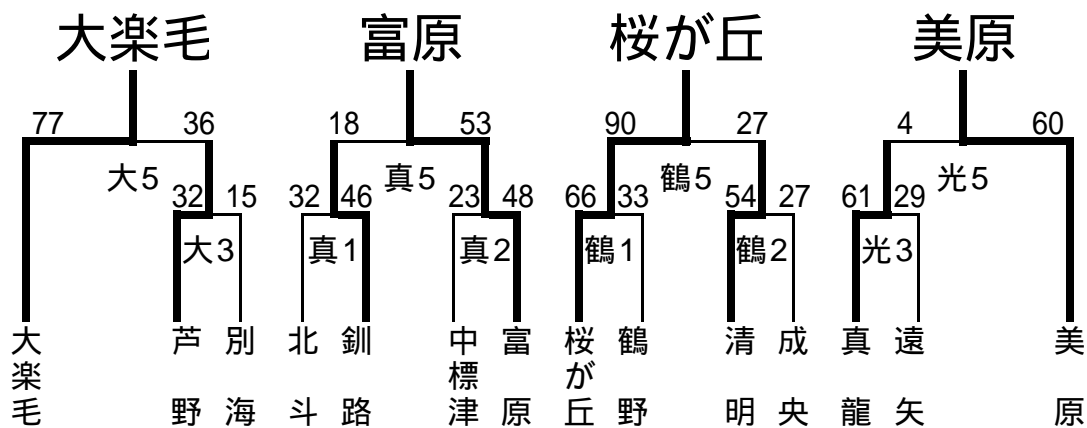 大楽毛 富原 桜が丘 美原
77 36 18 53 90 27 4 60
大5 真5 鶴5 光5
32 15 32 46 23 48 66 33 54 27 61 29
大3 真1 真2 鶴1 鶴2 光3
大楽毛 芦野 別海 北斗 釧路 中標津 富原 桜が丘 鶴野 清明 成央 真龍 遠矢 美原